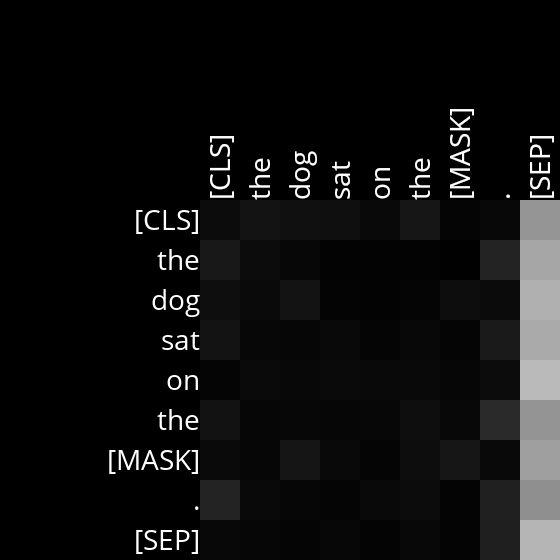 [CLS] the dog sat on the [MASK] . [SEP]
[CLS]
the
dog
sat
on
the
[MASK]
.
[SEP]